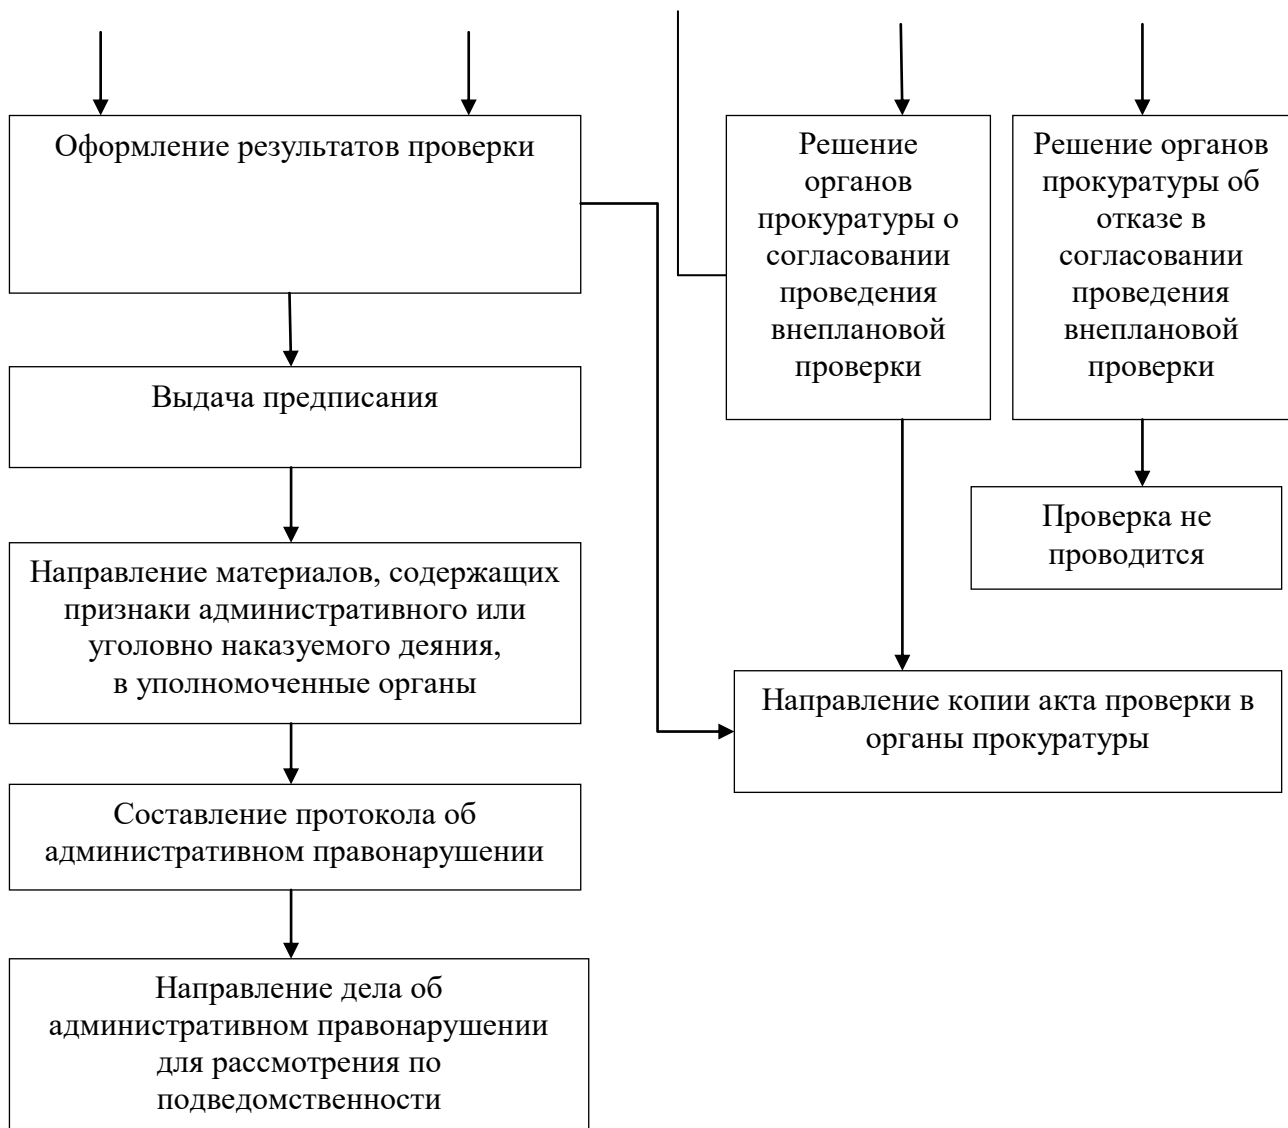 Оформление результатов проверки
Решение
органов
прокуратуры о
согласовании
проведения
внеплановой
проверки
Решение органов
прокуратуры об
отказе в
согласовании
проведения
внеплановой
проверки
Выдача предписания
Проверка не
проводится
Направление материалов, содержащих
признаки административного или
уголовно наказуемого деяния,
в уполномоченные органы
Направление копии акта проверки в
органы прокуратуры
Составление протокола об
административном правонарушении
Направление дела об
административном правонарушении
для рассмотрения по
подведомственности